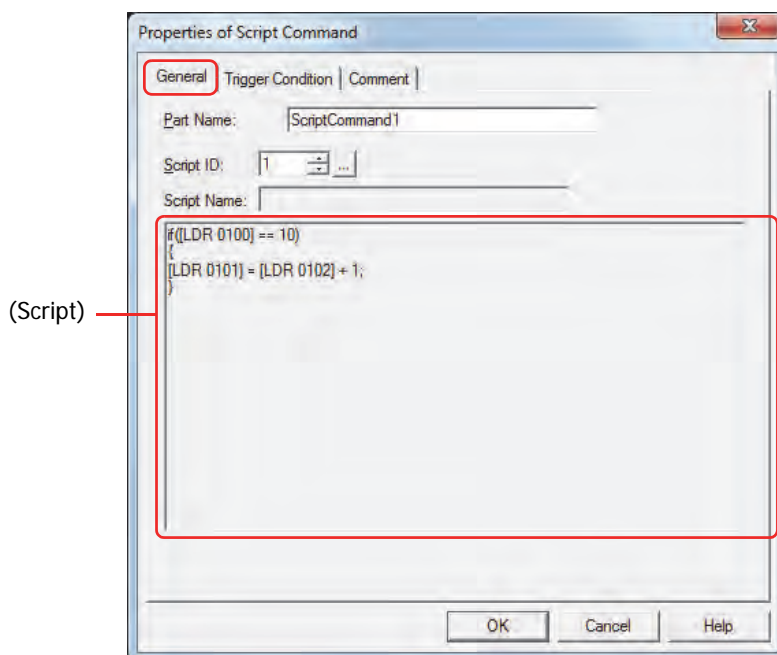 Properties of Script Command
General Trigger Condition Comment
Part Name: ScriptCommand1
Script ID: 1 ...
Script Name:
if([LDR 0100] == 10)
{
[LDR 0101] = [LDR 0102] + 1;
}
(Script)
OK Cancel Help